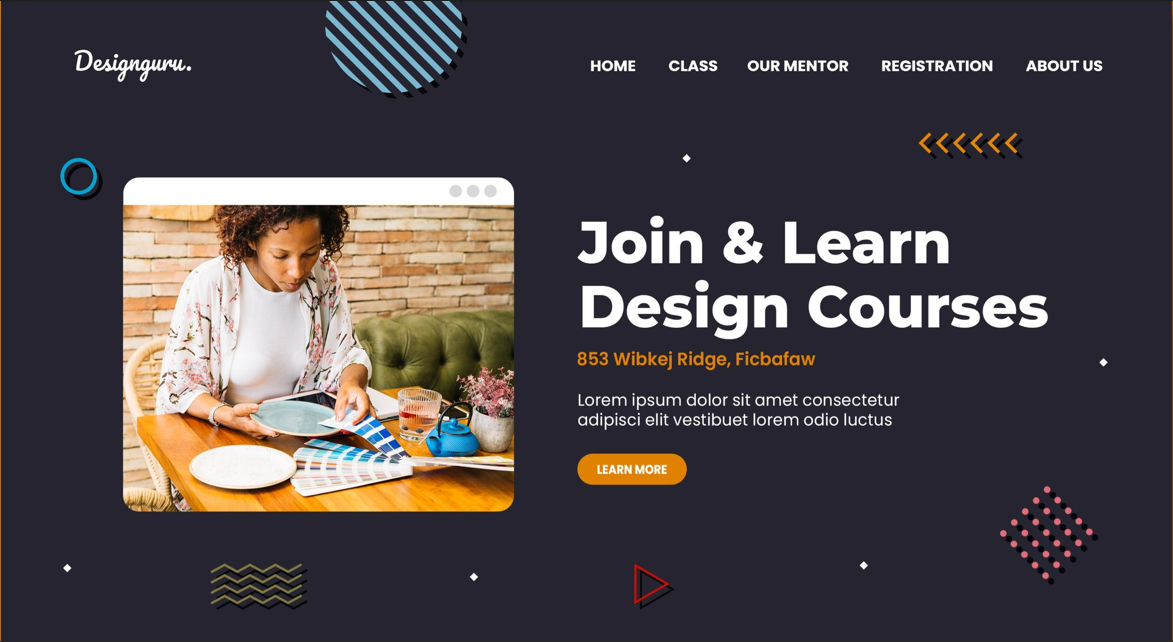 Designguru.
HOME CLASS OUR MENTOR REGISTRATION ABOUT US
Join & Learn
Design Courses
853 Wibkej Ridge, Ficbafaw
Lorem ipsum dolor sit amet consectetur
adipisci elit vestibuet lorem odio luctus
LEARN MORE